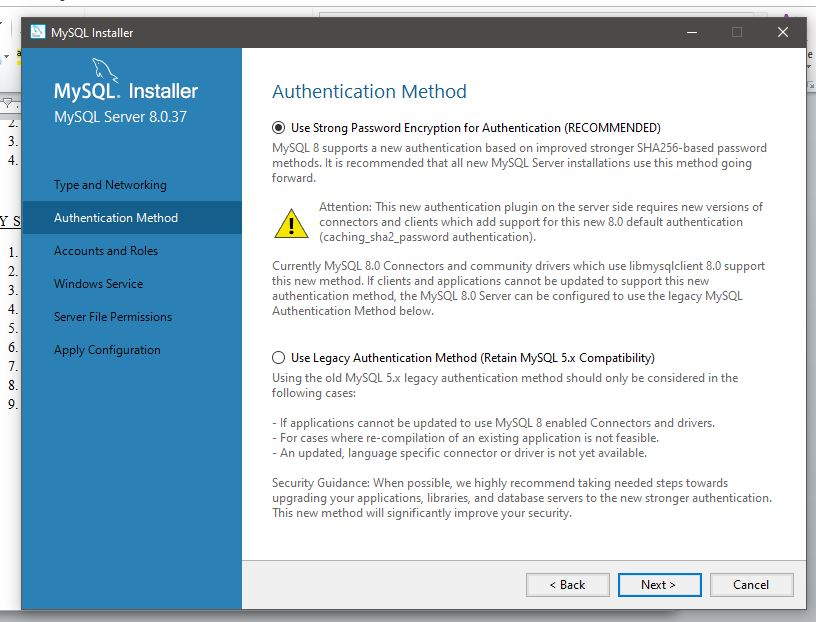 MySQL Installer
MySQL. Installer
MySQL Server 8.0.37
Type and Networking
Authentication Method
Accounts and Roles
Windows Service
Server File Permissions
Apply Configuration
Authentication Method
Use Strong Password Encryption for Authentication (RECOMMENDED)
MySQL 8 supports a new authentication based on improved stronger SHA256-based password
methods. It is recommended that all new MySQL Server installations use this method going
forward.
Attention: This new authentication plugin on the server side requires new versions of
connectors and clients which add support for this new 8.0 default authentication
(caching_sha2_password authentication).
Currently MySQL 8.0 Connectors and community drivers which use libmysqlclient 8.0 support
this new method. If clients and applications cannot be updated to support this new
authentication method, the MySQL 8.0 Server can be configured to use the legacy MySQL
Authentication Method below.
Use Legacy Authentication Method (Retain MySQL 5.x Compatibility)
Using the old MySQL 5.x legacy authentication method should only be considered in the
following cases:
- If applications cannot be updated to use MySQL 8 enabled Connectors and drivers.
- For cases where re-compilation of an existing application is not feasible.
- An updated, language specific connector or driver is not yet available.
Security Guidance: When possible, we highly recommend taking needed steps towards
upgrading your applications, libraries, and database servers to the new stronger authentication.
This new method will significantly improve your security.
< Back
Next >
Cancel
2.
3.
4.
Y S
1.
2.
3.
4.
5.
6.
7.
8.
9.